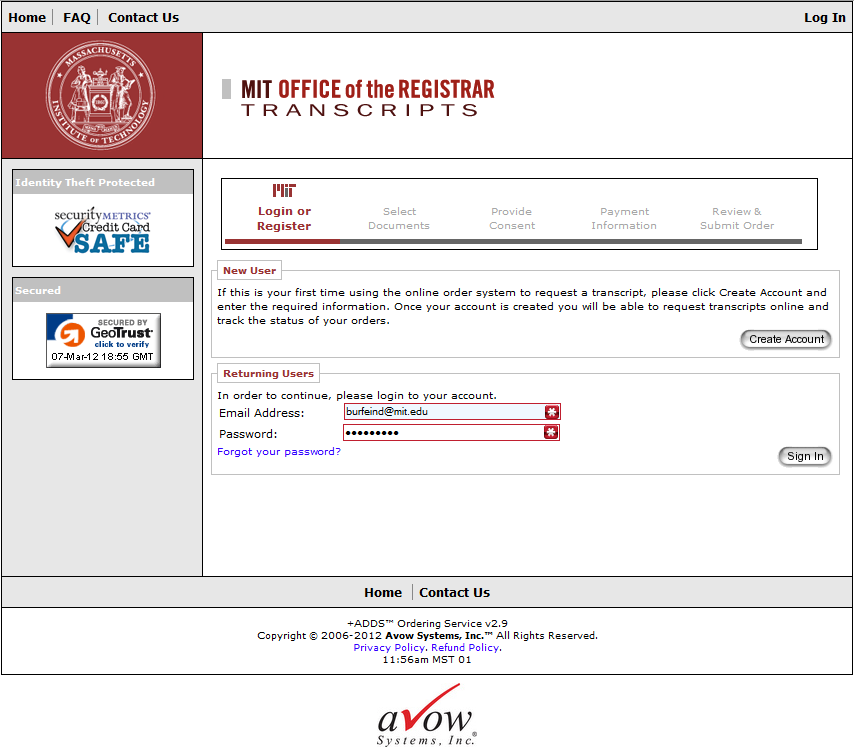 Home FAQ Contact Us Log In
MASSACHUSETTS INSTITUTE OF TECHNOLOGY
MIT OFFICE of the REGISTRAR
TRANSCRIPTS
Identity Theft Protected
securityMETRICS®
Credit Card
SAFE
Secured
SECURED BY
GeoTrust
click to verify
07-Mar-12 18:55 GMT
MIT
Login or
Register
Select
Documents
Provide
Consent
Payment
Information
Review &
Submit Order
New User
If this is your first time using the online order system to request a transcript, please click Create Account and
enter the required information. Once your account is created you will be able to request transcripts online and
track the status of your orders.
Create Account
Returning Users
In order to continue, please login to your account.
Email Address: burfeind@mit.edu
Password: •••••••••
Forgot your password?
Sign In
Home Contact Us
+ADDS™ Ordering Service v2.9
Copyright © 2006-2012 Avow Systems, Inc.™ All Rights Reserved.
Privacy Policy. Refund Policy.
11:56am MST 01
avow
Systems, Inc.®